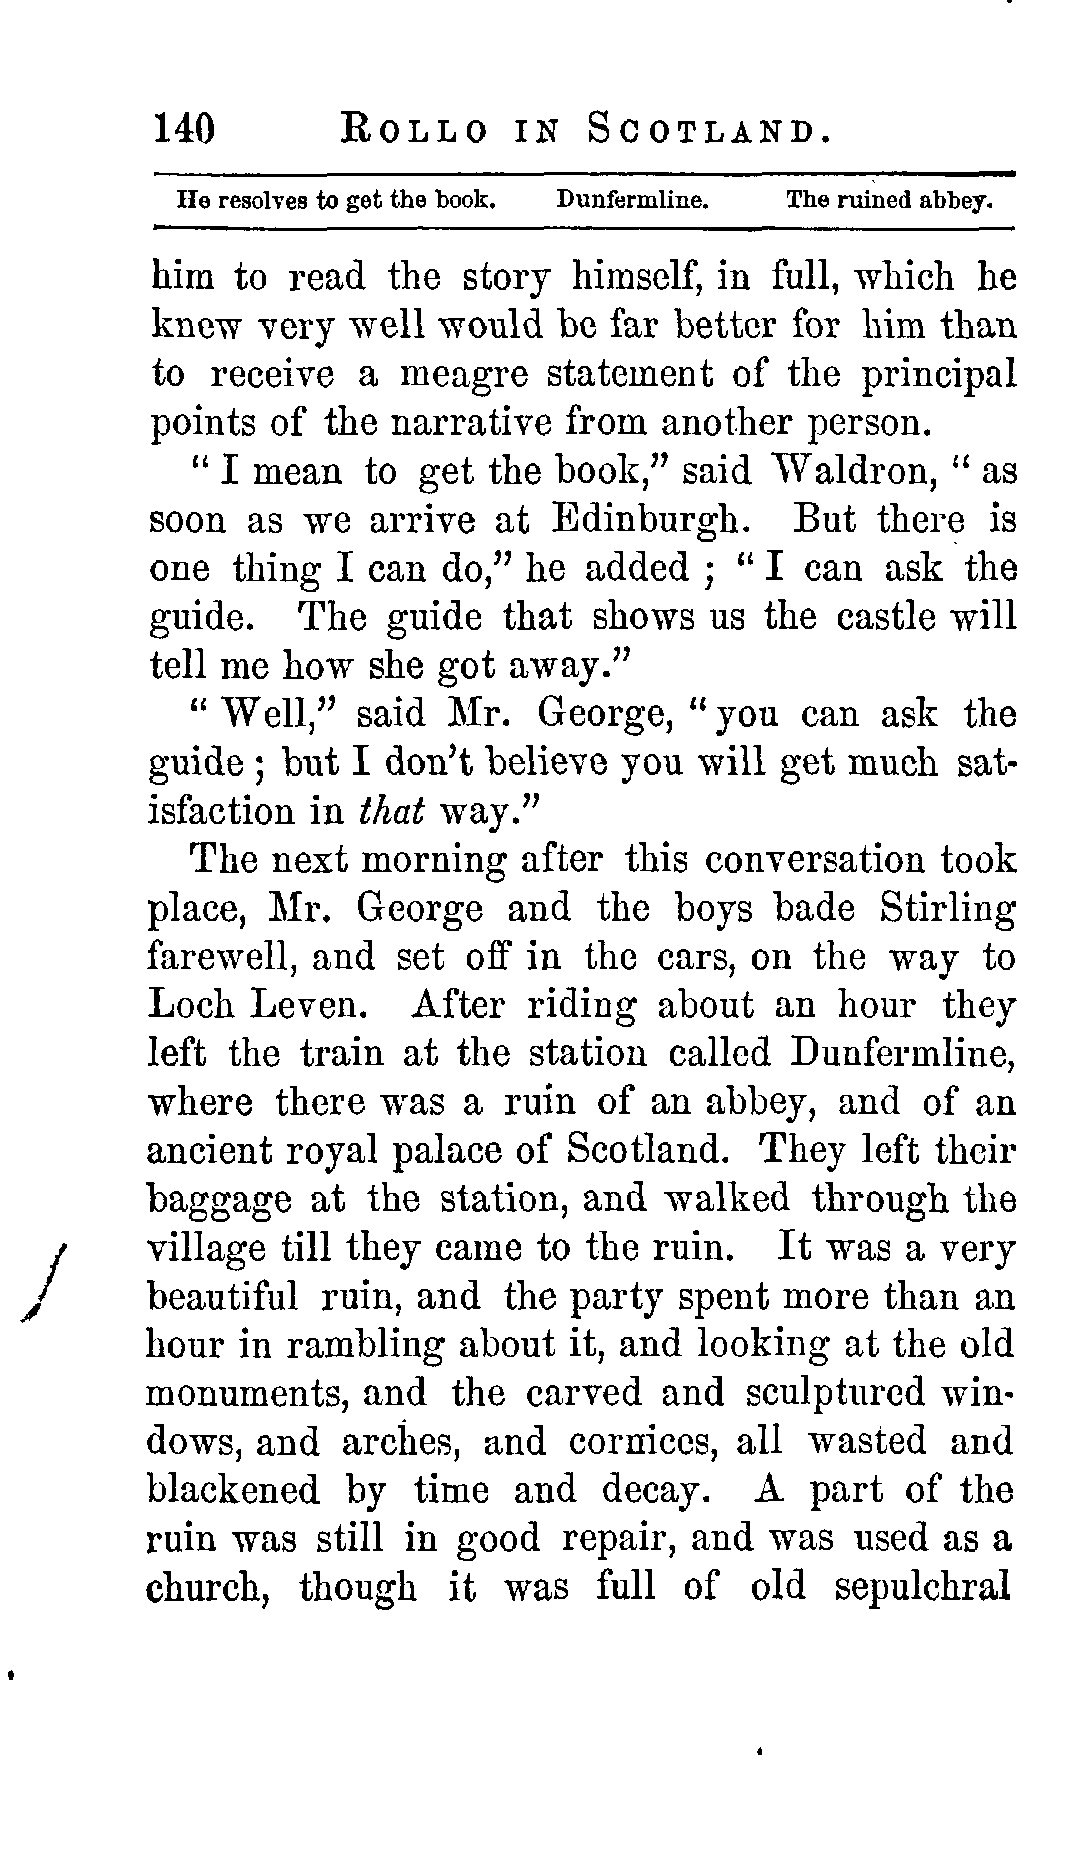 140 ROLLO IN SCOTLAND.
He resolves to get the book. Dunfermline. The ruined abbey.
him to read the story himself, in full, which he
knew very well would be far better for him than
to receive a meagre statement of the principal
points of the narrative from another person.
" I mean to get the book," said Waldron, " as
soon as we arrive at Edinburgh. But there is
one thing I can do," he added ; " I can ask the
guide. The guide that shows us the castle will
tell me how she got away."
" Well," said Mr. George, " you can ask the
guide ; but I don't believe you will get much sat-
isfaction in that way."
The next morning after this conversation took
place, Mr. George and the boys bade Stirling
farewell, and set off in the cars, on the way to
Loch Leven. After riding about an hour they
left the train at the station called Dunfermline,
where there was a ruin of an abbey, and of an
ancient royal palace of Scotland. They left their
baggage at the station, and walked through the
village till they came to the ruin. It was a very
beautiful ruin, and the party spent more than an
hour in rambling about it, and looking at the old
monuments, and the carved and sculptured win-
dows, and arches, and cornices, all wasted and
blackened by time and decay. A part of the
ruin was still in good repair, and was used as a
church, though it was full of old sepulchral